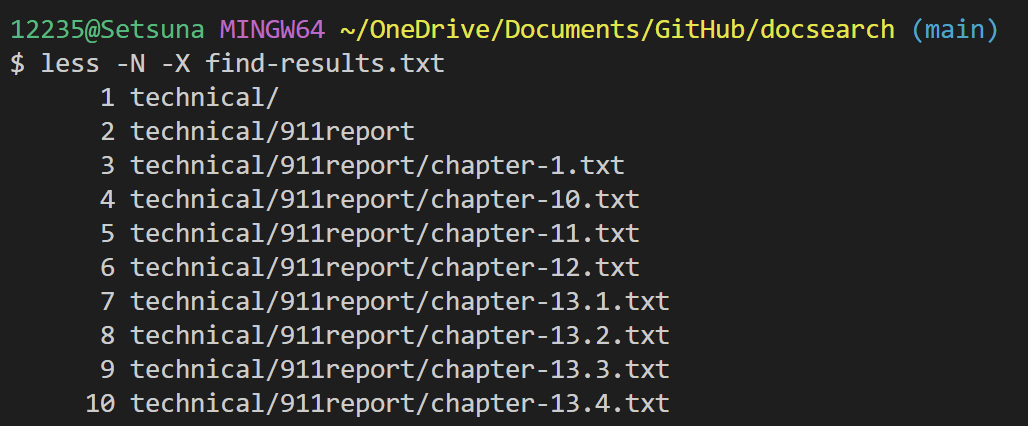 12235@Setsuna MINGW64 ~/OneDrive/Documents/GitHub/docsearch (main)
$ less -N -X find-results.txt
1 technical/
2 technical/911report
3 technical/911report/chapter-1.txt
4 technical/911report/chapter-10.txt
5 technical/911report/chapter-11.txt
6 technical/911report/chapter-12.txt
7 technical/911report/chapter-13.1.txt
8 technical/911report/chapter-13.2.txt
9 technical/911report/chapter-13.3.txt
10 technical/911report/chapter-13.4.txt